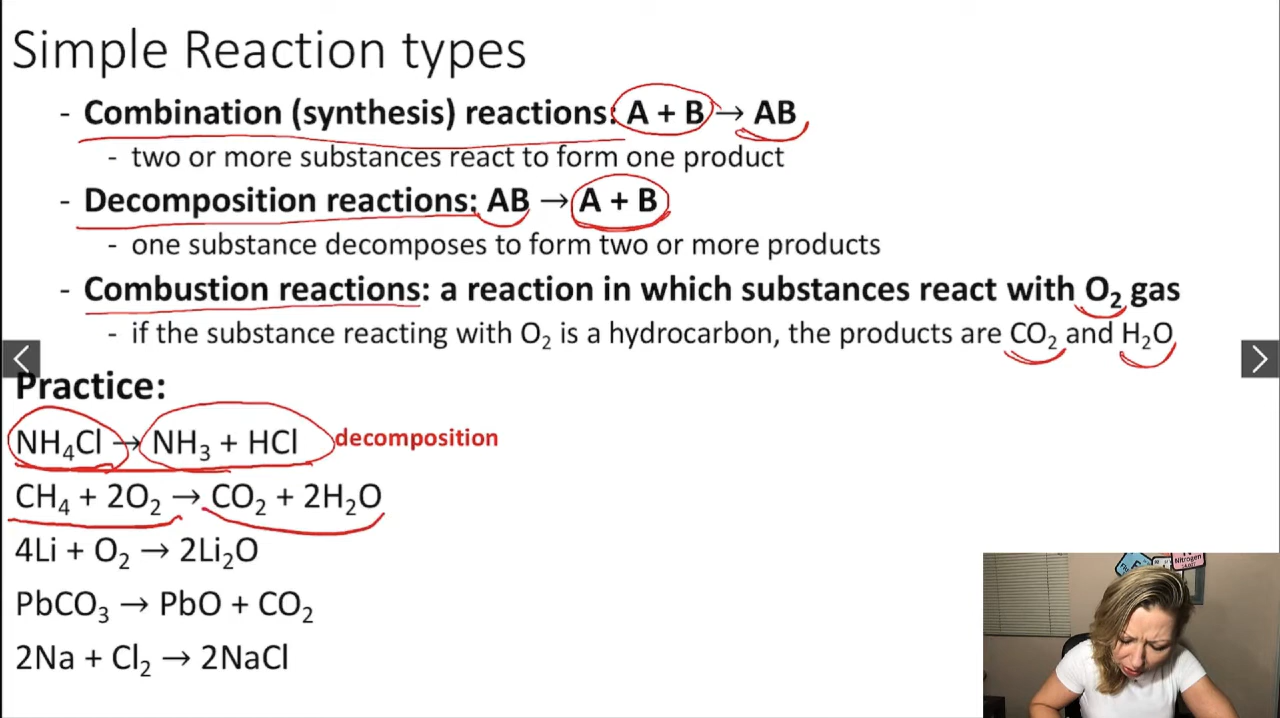 Simple Reaction types
- Combination (synthesis) reactions: A + B → AB
- two or more substances react to form one product
- Decomposition reactions: AB → A + B
- one substance decomposes to form two or more products
- Combustion reactions: a reaction in which substances react with O₂ gas
- if the substance reacting with O₂ is a hydrocarbon, the products are CO₂ and H₂O
Practice:
NH₄Cl → NH₃ + HCl decomposition
CH₄ + 2O₂ → CO₂ + 2H₂O
4Li + O₂ → 2Li₂O
PbCO₃ → PbO + CO₂
2Na + Cl₂ → 2NaCl
Nitrogen